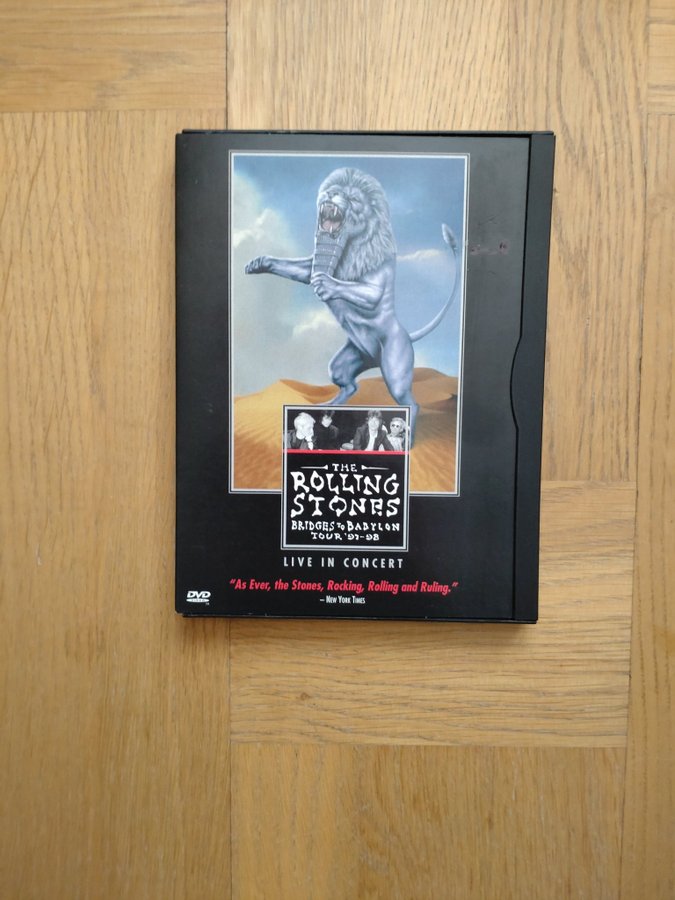 THE
ROLLING
STONES
BRIDGES TO BABYLON
TOUR '97-98
LIVE IN CONCERT
"As Ever, the Stones, Rocking, Rolling and Ruling."
– NEW YORK TIMES
DVD
VIDEO